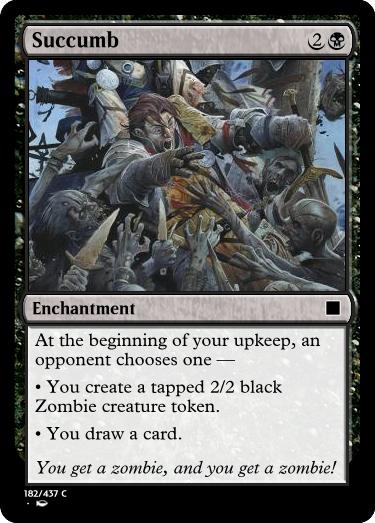 Succumb 2
Enchantment
At the beginning of your upkeep, an
opponent chooses one —
• You create a tapped 2/2 black
Zombie creature token.
• You draw a card.
You get a zombie, and you get a zombie!
182/437 C